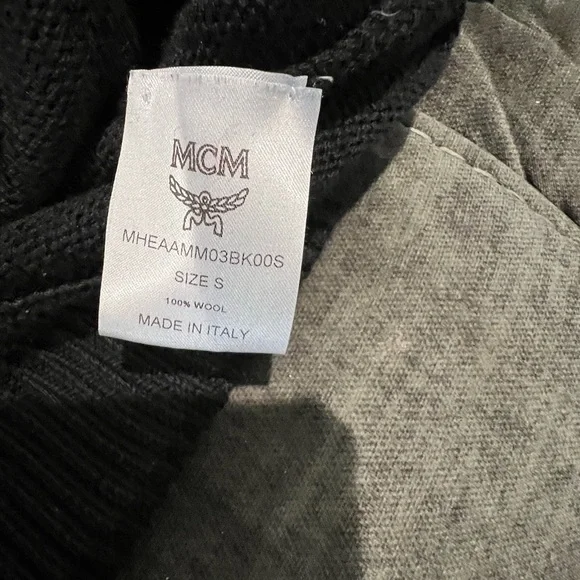 MCM
MHEAAMM03BK00S
SIZE S
100% WOOL
MADE IN ITALY